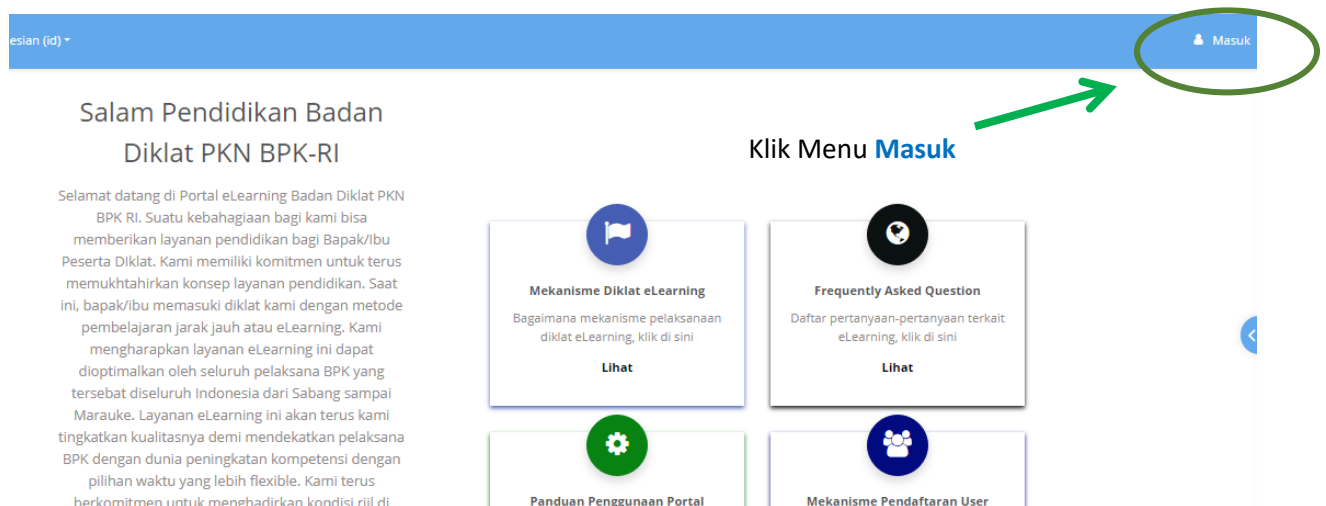 esian (id)
Masuk
Salam Pendidikan Badan
Diklat PKN BPK-RI
Klik Menu Masuk
Selamat datang di Portal eLearning Badan Diklat PKN
BPK RI. Suatu kebahagiaan bagi kami bisa
memberikan layanan pendidikan bagi Bapak/Ibu
Peserta DIklat. Kami memiliki komitmen untuk terus
memukhtahirkan konsep layanan pendidikan. Saat
ini, bapak/ibu memasuki diklat kami dengan metode
pembelajaran jarak jauh atau eLearning. Kami
mengharapkan layanan eLearning ini dapat
dioptimalkan oleh seluruh pelaksana BPK yang
tersebat diseluruh Indonesia dari Sabang sampai
Marauke. Layanan eLearning ini akan terus kami
tingkatkan kualitasnya demi mendekatkan pelaksana
BPK dengan dunia peningkatan kompetensi dengan
pilihan waktu yang lebih flexible. Kami terus
berkomitmen untuk menghadirkan kondisi riil di
Mekanisme Diklat eLearning
Bagaimana mekanisme pelaksanaan
diklat eLearning, klik di sini
Lihat
Frequently Asked Question
Daftar pertanyaan-pertanyaan terkait
eLearning, klik di sini
Lihat
Panduan Penggunaan Portal
Mekanisme Pendaftaran User